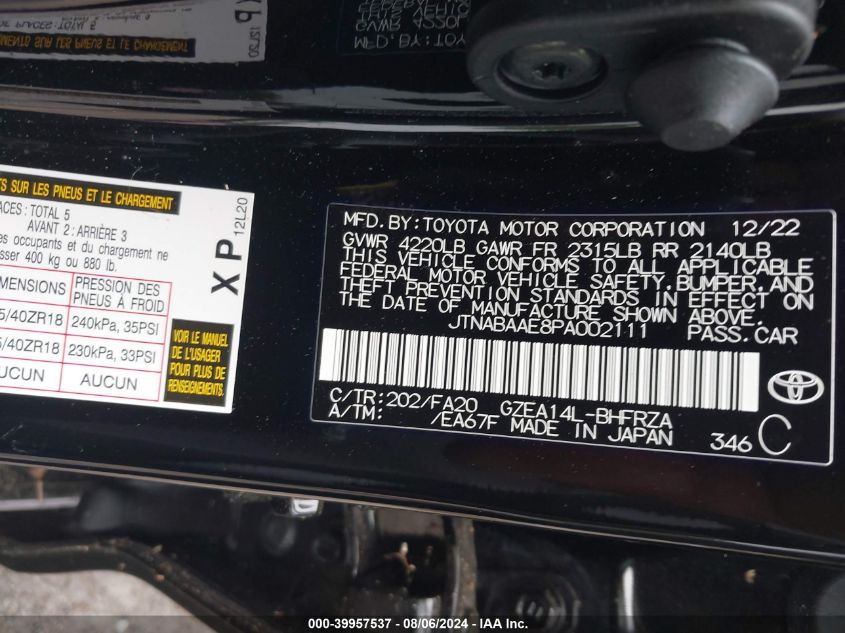 TS SUR LES PNEUS ET LE CHARGEMENT
ACES: TOTAL 5
AVANT 2: ARRIÈRE 3
es occupants et du chargement ne
sser 400 kg ou 880 lb.
MENSIONS PRESSION DES PNEUS À FROID
5/40ZR18 240kPa, 35PSI
5/40ZR18 230kPa, 33PSI
AUCUN AUCUN
XP 12L20
VOIR LE MANUEL
DE L'USAGER
POUR PLUS DE
RENSEIGNEMENTS.
MFD. BY: TOYOTA MOTOR CORPORATION 12/22
GVWR 4220LB GAWR FR 2315LB RR 2140LB
THIS VEHICLE CONFORMS TO ALL APPLICABLE
FEDERAL MOTOR VEHICLE SAFETY, BUMPER, AND
THEFT PREVENTION STANDARDS IN EFFECT ON
THE DATE OF MANUFACTURE SHOWN ABOVE.
JTNABAAE8PA002111 PASS. CAR
C/TR: 202/FA20 GZEA14L-BHFRZA
A/TM: /EA67F MADE IN JAPAN 346 C
TOYOTA
000-39957537 - 08/06/2024 - IAAI Inc.